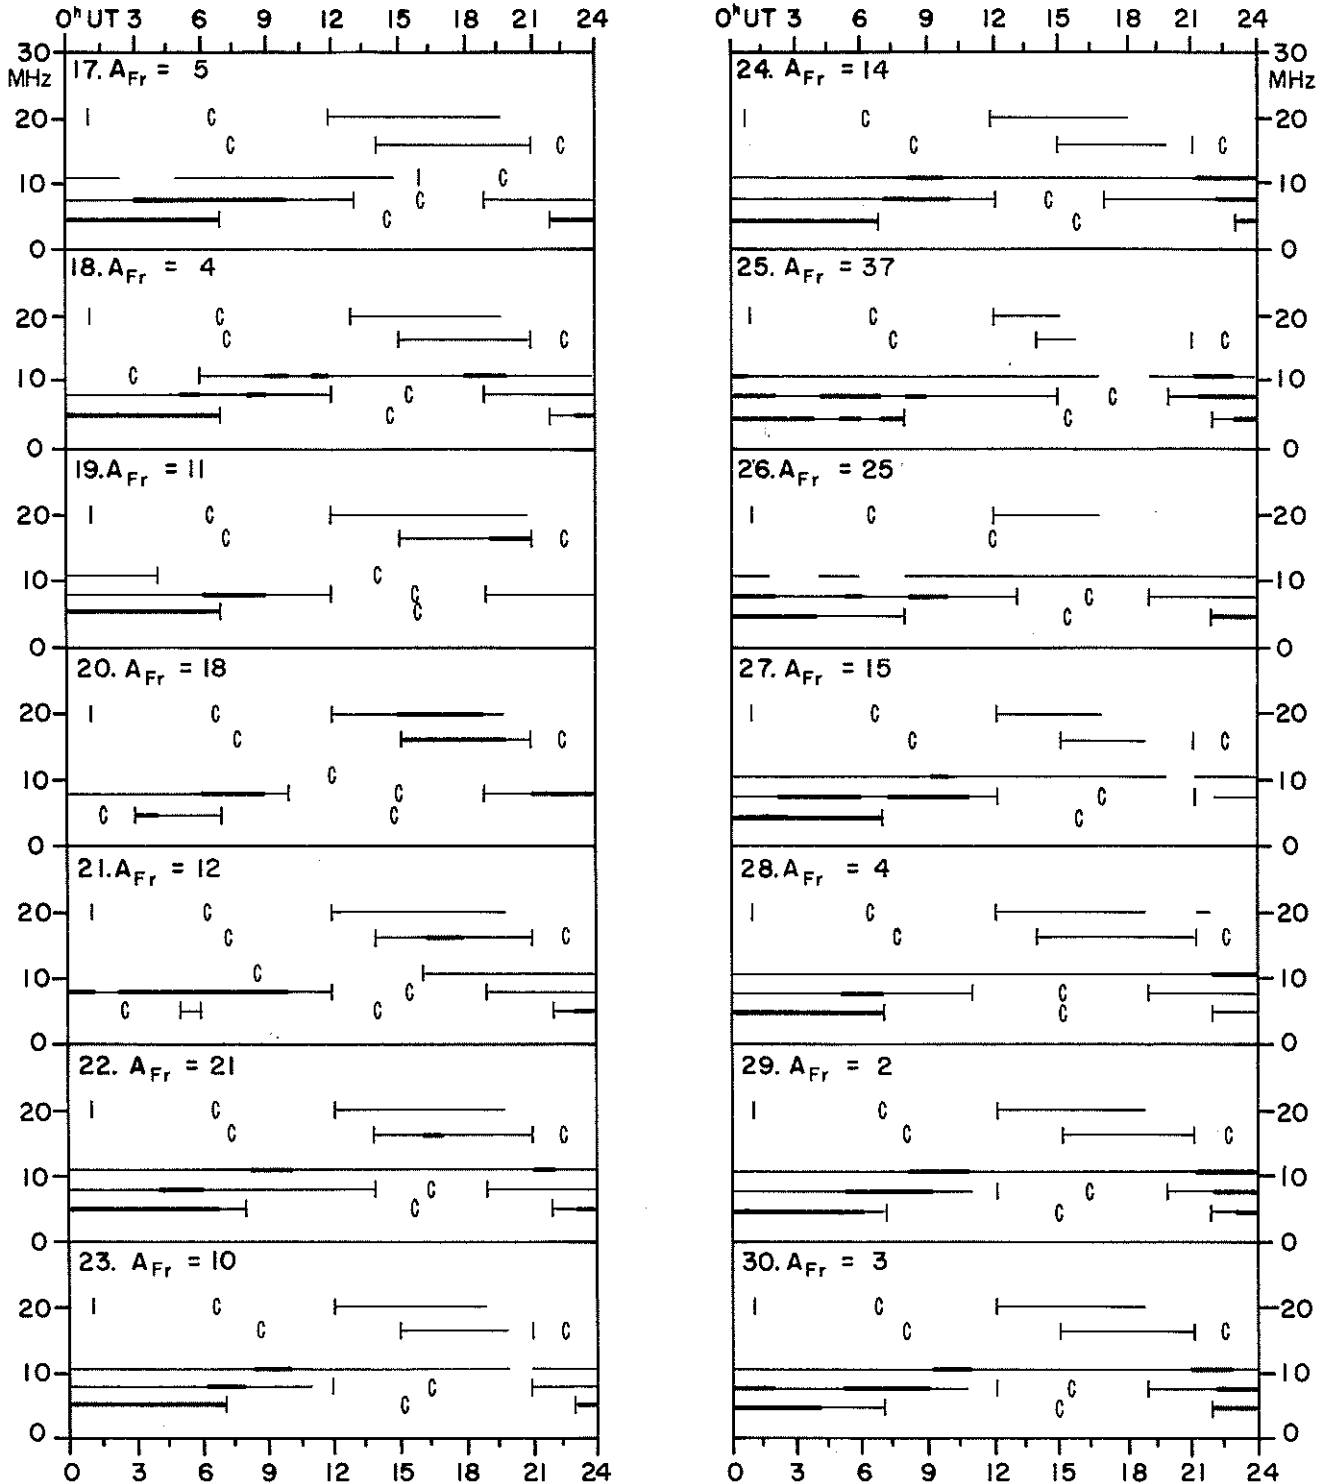 0ʰ UT 3 6 9 12 15 18 21 24
30
MHz
17. A_Fr = 5
20 C
C C
10 C
C
C
0
18. A_Fr = 4
20 C
C C
10 C
C
C
0
19. A_Fr = 11
20 C
C C
10 C
C
C
0
20. A_Fr = 18
20 C
C C
10 C
C
C C
0
21. A_Fr = 12
20 C
C C
10 C
C
C C
0
22. A_Fr = 21
20 C
C C
10
C
C
0
23. A_Fr = 10
20 C
C C
10
C
C
0
0 3 6 9 12 15 18 21 24
0ʰ UT 3 6 9 12 15 18 21 24
30
MHz
24. A_Fr = 14
C 20
C C
10
C
C
0
25. A_Fr = 37
C 20
C C
10
C
C
0
26. A_Fr = 25
C 20
C
10
C
C
0
27. A_Fr = 15
C 20
C C
10
C
C
0
28. A_Fr = 4
C 20
C C
10
C
C
0
29. A_Fr = 2
C 20
C C
10
C
C
0
30. A_Fr = 3
C 20
C C
10
C
C
0
0 3 6 9 12 15 18 21 24